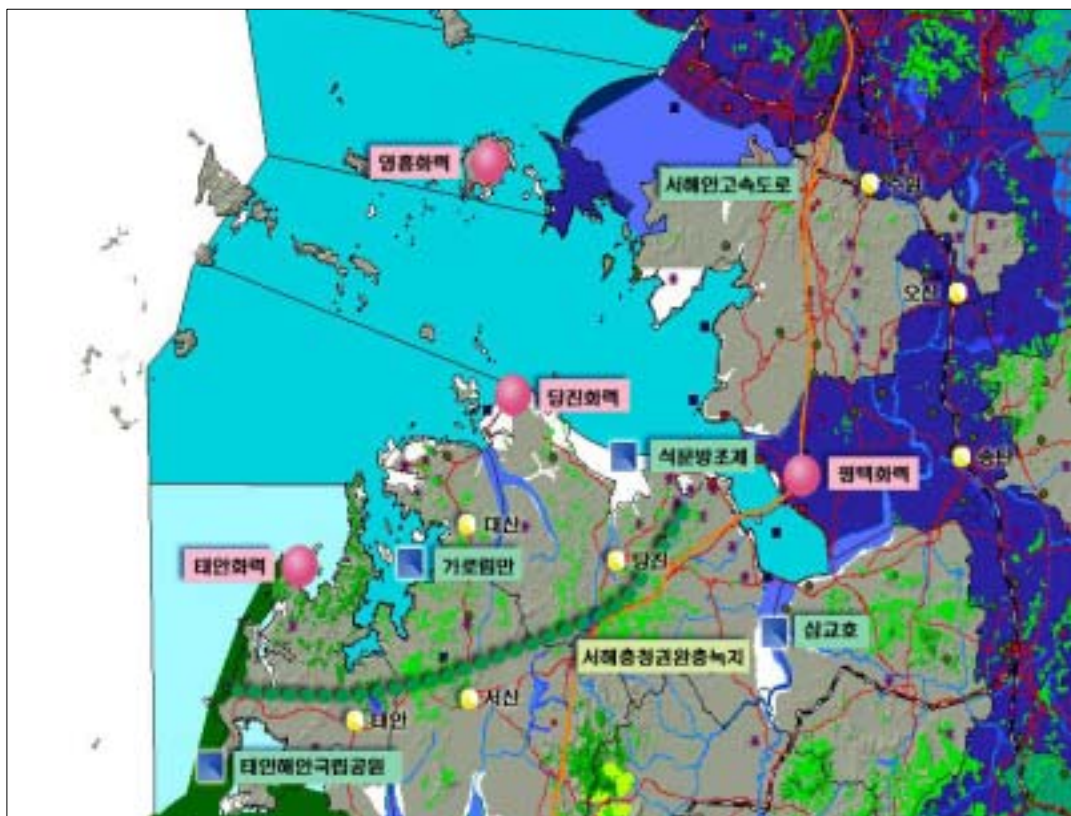 영흥화력
서해안고속도로
수원
오산
당진화력
석문방조제
평택화력
송탄
대산
태안화력
가로림만
당진
삽교호
서해충청권완충녹지
서산
태안
태안해안국립공원